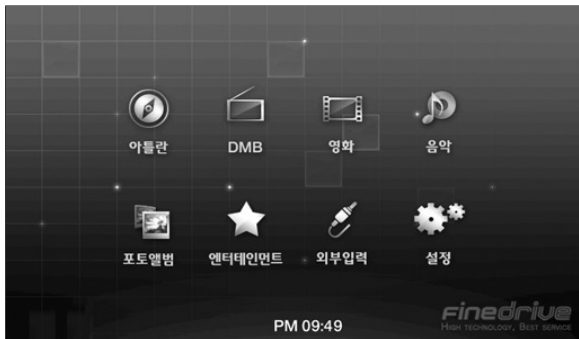 아틀란 DMB 영화 음악
포토앨범 엔터테인먼트 외부입력 설정
PM 09:49
FineDrive
HIGH TECHNOLOGY, BEST SERVICE